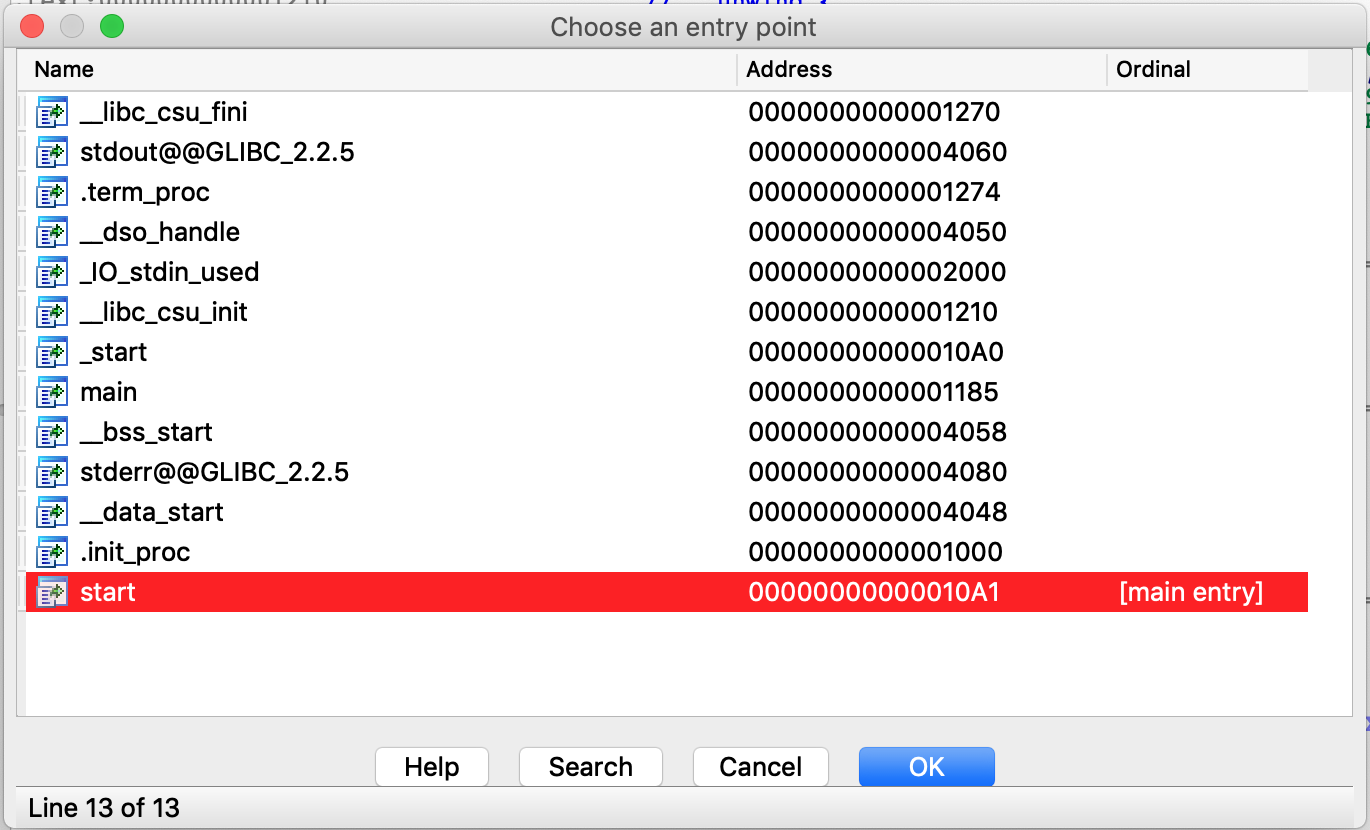 Choose an entry point
Name Address Ordinal
__libc_csu_fini 0000000000001270
stdout@@GLIBC_2.2.5 0000000000004060
.term_proc 0000000000001274
__dso_handle 0000000000004050
_IO_stdin_used 0000000000002000
__libc_csu_init 0000000000001210
_start 00000000000010A0
main 0000000000001185
__bss_start 0000000000004058
stderr@@GLIBC_2.2.5 0000000000004080
__data_start 0000000000004048
.init_proc 0000000000001000
start 00000000000010A1 [main entry]
Help Search Cancel OK
Line 13 of 13